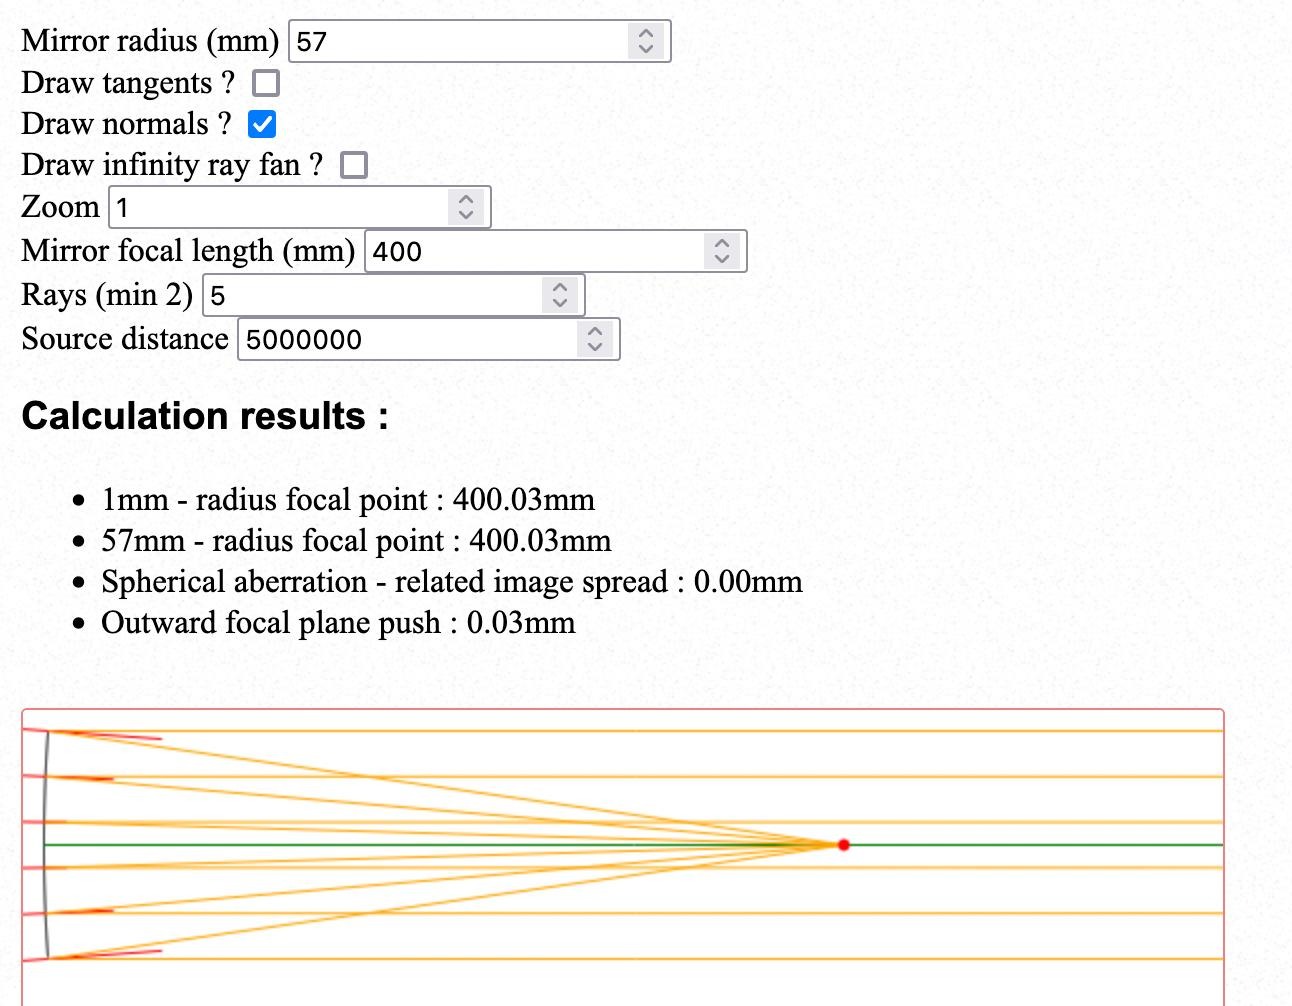 Mirror radius (mm) 57
Draw tangents ?
Draw normals ?
Draw infinity ray fan ?
Zoom 1
Mirror focal length (mm) 400
Rays (min 2) 5
Source distance 5000000
Calculation results :
1mm - radius focal point : 400.03mm
57mm - radius focal point : 400.03mm
Spherical aberration - related image spread : 0.00mm
Outward focal plane push : 0.03mm